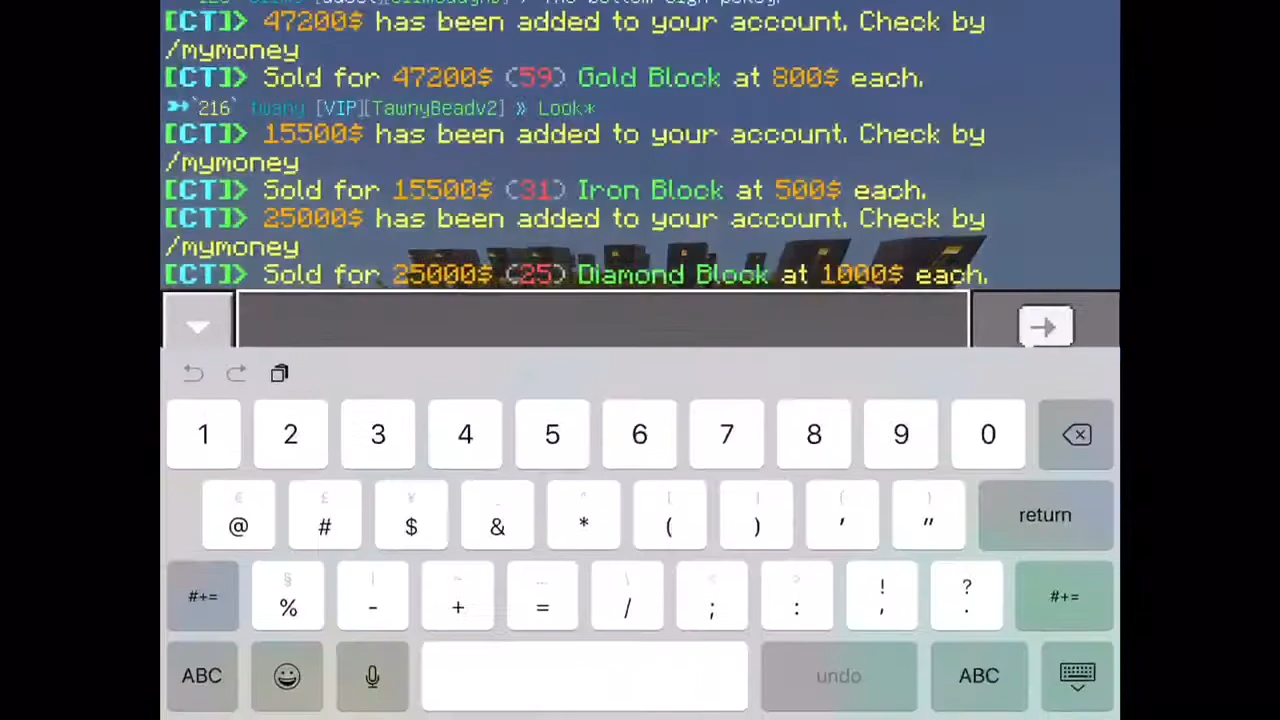 [CT]> 47200$ has been added to your account. Check by
/mymoney
[CT]> Sold for 47200$ (59) Gold Block at 800$ each.
`216` [VIP][TawnyBeadv2] » Look*
[CT]> 15500$ has been added to your account. Check by
/mymoney
[CT]> Sold for 15500$ (31) Iron Block at 500$ each.
[CT]> 25000$ has been added to your account. Check by
/mymoney
[CT]> Sold for 25000$ (25) Diamond Block at 1000$ each.
1 2 3 4 5 6 7 8 9 0
€ £ ¥ _ ^ [ ] { }
@ # $ & * ( ) ' " return
§ | ~ … \ < > ! ?
#+= % - + = / ; : , . #+=
ABC undo ABC